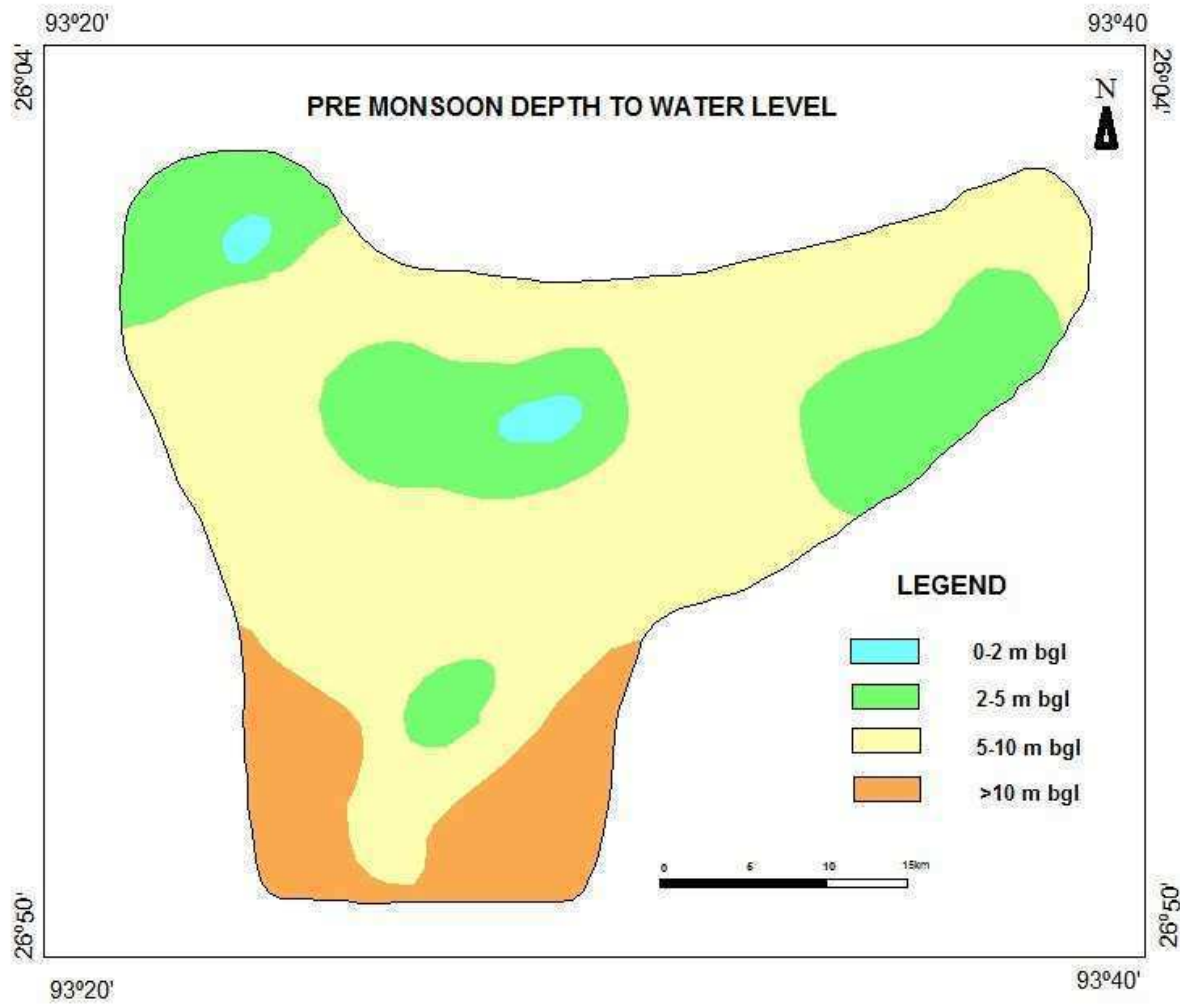 93º20'
93º40
26º04'
26º04'
N
PRE MONSOON DEPTH TO WATER LEVEL
LEGEND
0-2 m bgl
2-5 m bgl
5-10 m bgl
>10 m bgl
0 5 10 15km
26º50'
26º50'
93º20'
93º40'